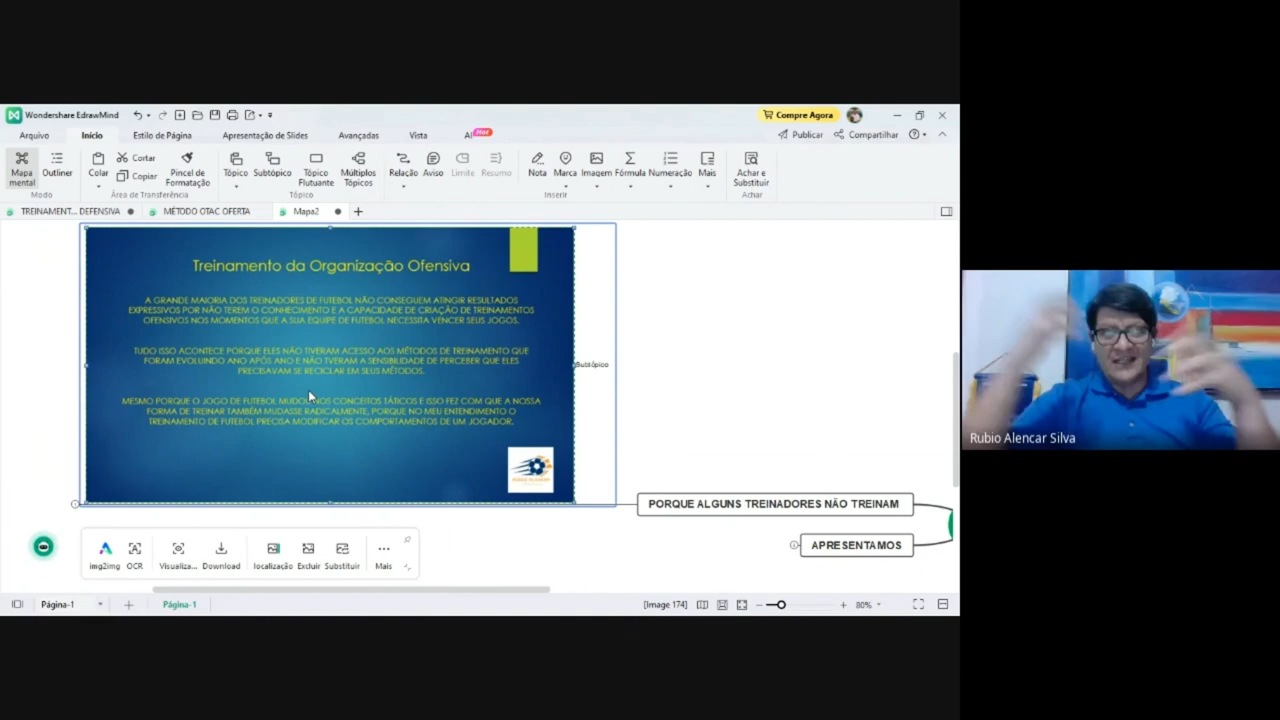 Wondershare EdrawMind
Compre Agora
Arquivo Início Estilo de Página Apresentação de Slides Avançadas Vista AI Hot Publicar Compartilhar
Mapa mental Outliner Colar Cortar Copiar Pincel de Formatação Tópico Subtópico Tópico Flutuante Múltiplos Tópicos Relação Aviso Limite Resumo Nota Marca Imagem Fórmula Numeração Mais Achar e Substituir
Modo Área de Transferência Tópico Inserir Achar
TREINAMENT... DEFENSIVA MÉTODO OTAC OFERTA Mapa2
Treinamento da Organização Ofensiva
A GRANDE MAIORIA DOS TREINADORES DE FUTEBOL NÃO CONSEGUEM ATINGIR RESULTADOS
EXPRESSIVOS POR NÃO TEREM O CONHECIMENTO E A CAPACIDADE DE CRIAÇÃO DE TREINAMENTOS
OFENSIVOS NOS MOMENTOS QUE A SUA EQUIPE DE FUTEBOL NECESSITA VENCER SEUS JOGOS.
TUDO ISSO ACONTECE PORQUE ELES NÃO TIVERAM ACESSO AOS MÉTODOS DE TREINAMENTO QUE
FORAM EVOLUINDO ANO APÓS ANO E NÃO TIVERAM A SENSIBILIDADE DE PERCEBER QUE ELES
PRECISAVAM SE RECICLAR EM SEUS MÉTODOS.
Subtópico
MESMO PORQUE O JOGO DE FUTEBOL MUDOU NOS CONCEITOS TÁTICOS E ISSO FEZ COM QUE A NOSSA
FORMA DE TREINAR TAMBÉM MUDASSE RADICALMENTE, PORQUE NO MEU ENTENDIMENTO O
TREINAMENTO DE FUTEBOL PRECISA MODIFICAR OS COMPORTAMENTOS DE UM JOGADOR.
Rubio Alencar Silva
PORQUE ALGUNS TREINADORES NÃO TREINAM
APRESENTAMOS
img2img OCR Visualiza... Download localização Excluir Substituir Mais
Página-1 Página-1 [Image 174] 80%